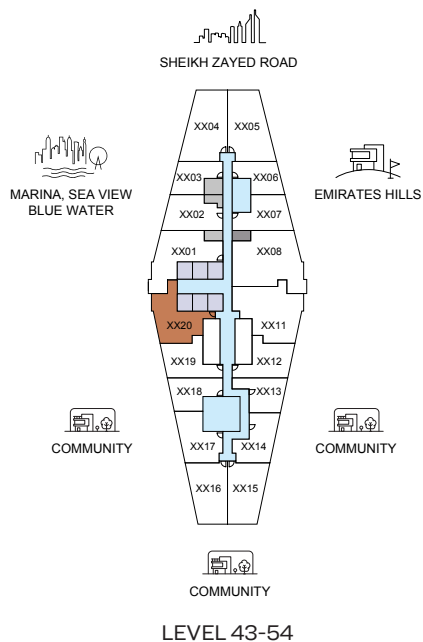 SHEIKH ZAYED ROAD
XX04 XX05
MARINA, SEA VIEW
BLUE WATER
EMIRATES HILLS
XX03 XX06
XX02 XX07
XX01 XX08
XX20 XX11
XX19 XX12
XX18 XX13
COMMUNITY
COMMUNITY
XX17 XX14
XX16 XX15
COMMUNITY
LEVEL 43-54